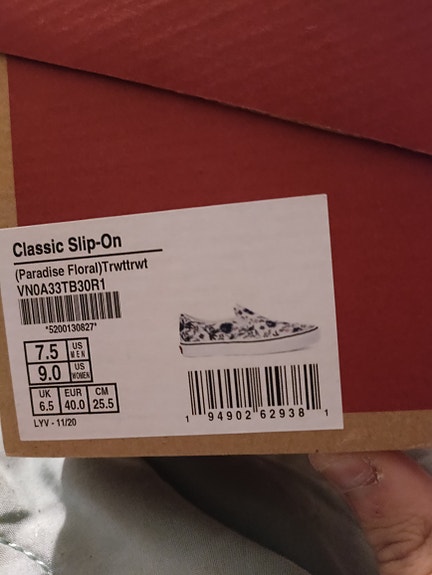 Classic Slip-On
(Paradise Floral)Trwttrwt
VN0A33TB30R1
*5200130827*
7.5 US MEN
9.0 US WOMEN
UK EUR CM
6.5 40.0 25.5
LYV - 11/20
1 94902 62938 1